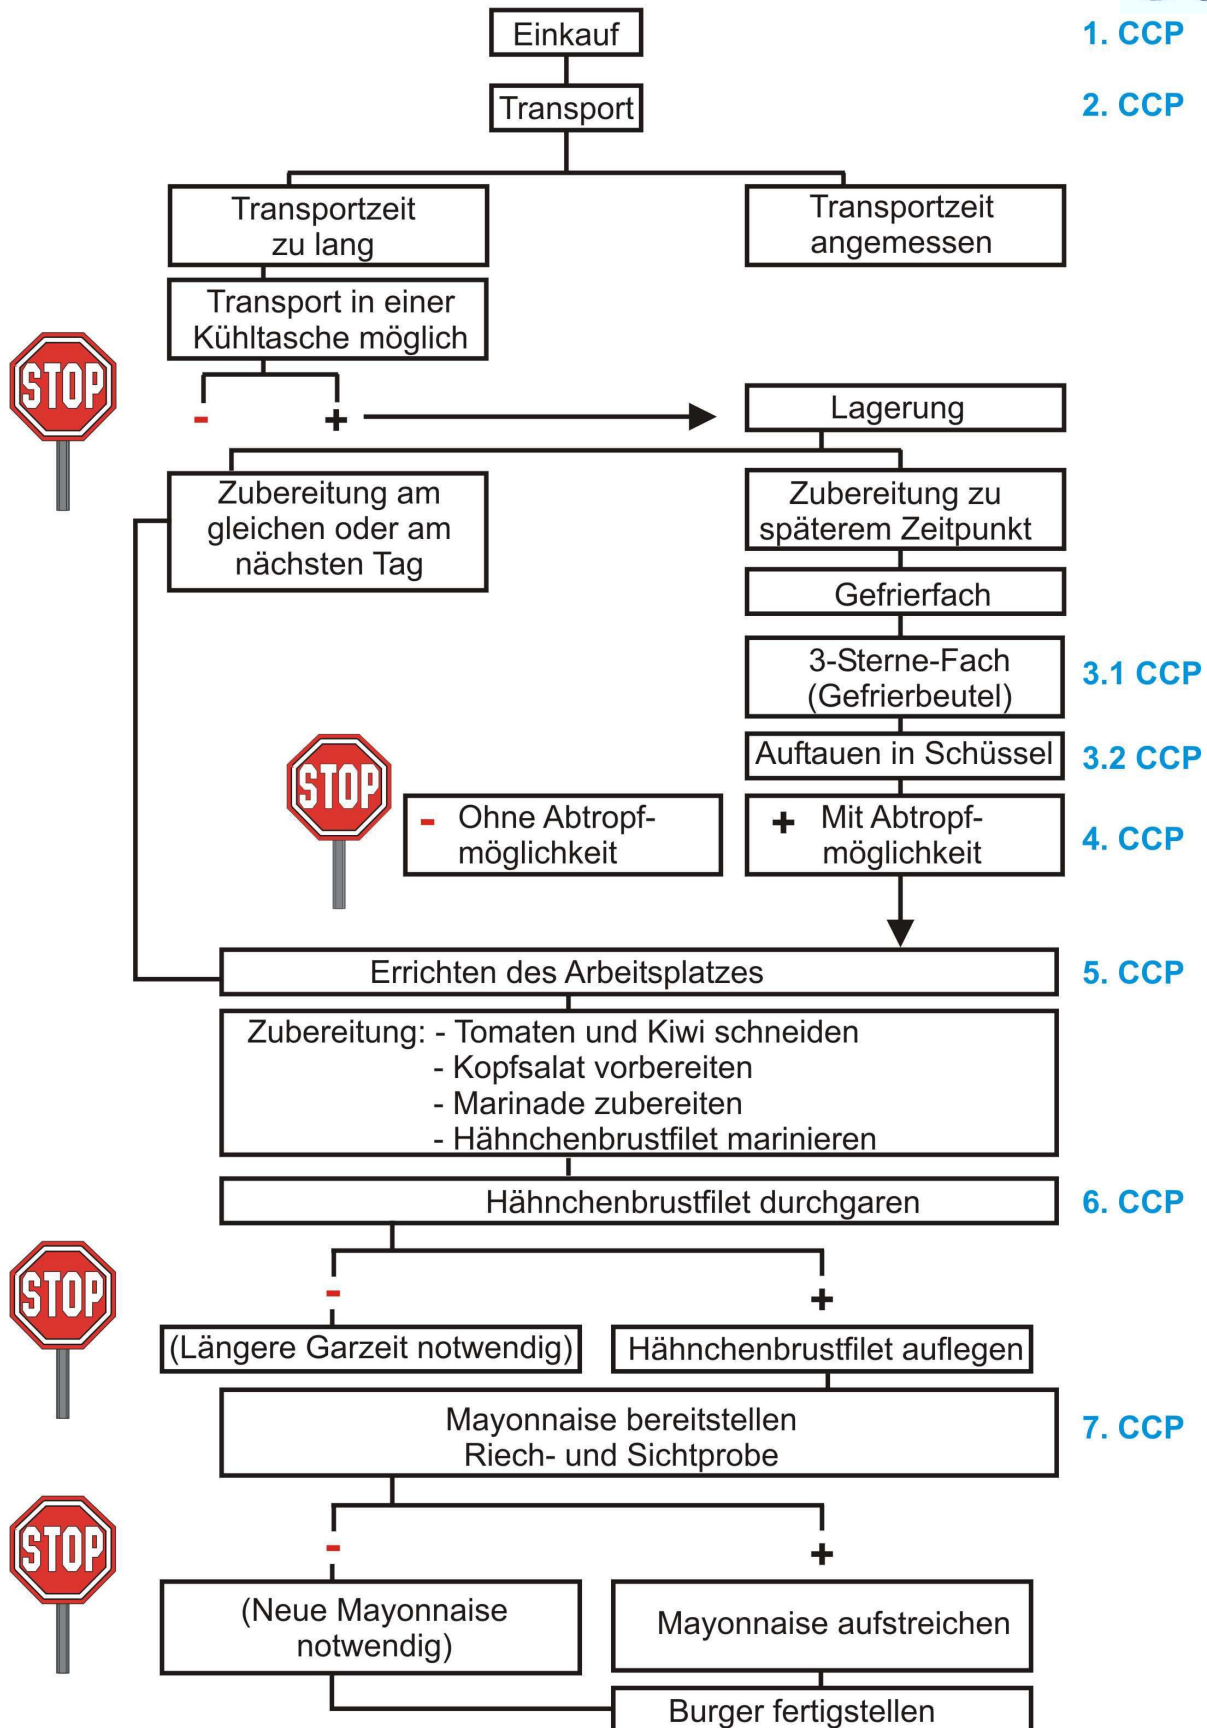 Einkauf
1. CCP
Transport
2. CCP
Transportzeit
zu lang
Transportzeit
angemessen
Transport in einer
Kühltasche möglich
STOP
- +
Lagerung
Zubereitung am
gleichen oder am
nächsten Tag
Zubereitung zu
späterem Zeitpunkt
Gefrierfach
3-Sterne-Fach
(Gefrierbeutel)
3.1 CCP
Auftauen in Schüssel
3.2 CCP
STOP
- Ohne Abtropf-
möglichkeit
+ Mit Abtropf-
möglichkeit
4. CCP
Errichten des Arbeitsplatzes
5. CCP
Zubereitung: - Tomaten und Kiwi schneiden
- Kopfsalat vorbereiten
- Marinade zubereiten
- Hähnchenbrustfilet marinieren
Hähnchenbrustfilet durchgaren
6. CCP
STOP
- +
(Längere Garzeit notwendig)
Hähnchenbrustfilet auflegen
Mayonnaise bereitstellen
Riech- und Sichtprobe
7. CCP
STOP
- +
(Neue Mayonnaise
notwendig)
Mayonnaise aufstreichen
Burger fertigstellen